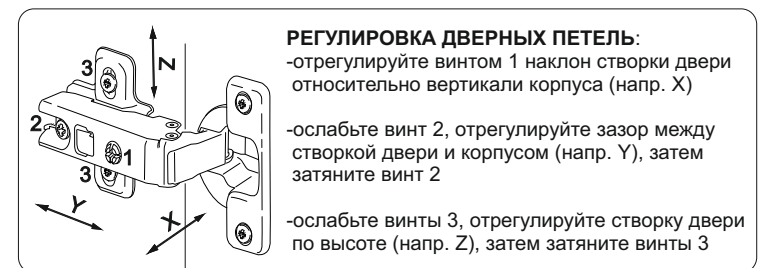 РЕГУЛИРОВКА ДВЕРНЫХ ПЕТЕЛЬ:
-отрегулируйте винтом 1 наклон створки двери
относительно вертикали корпуса (напр. X)
-ослабьте винт 2, отрегулируйте зазор между
створкой двери и корпусом (напр. Y), затем
затяните винт 2
-ослабьте винты 3, отрегулируйте створку двери
по высоте (напр. Z), затем затяните винты 3
3
Z
2
1
3
Y
X